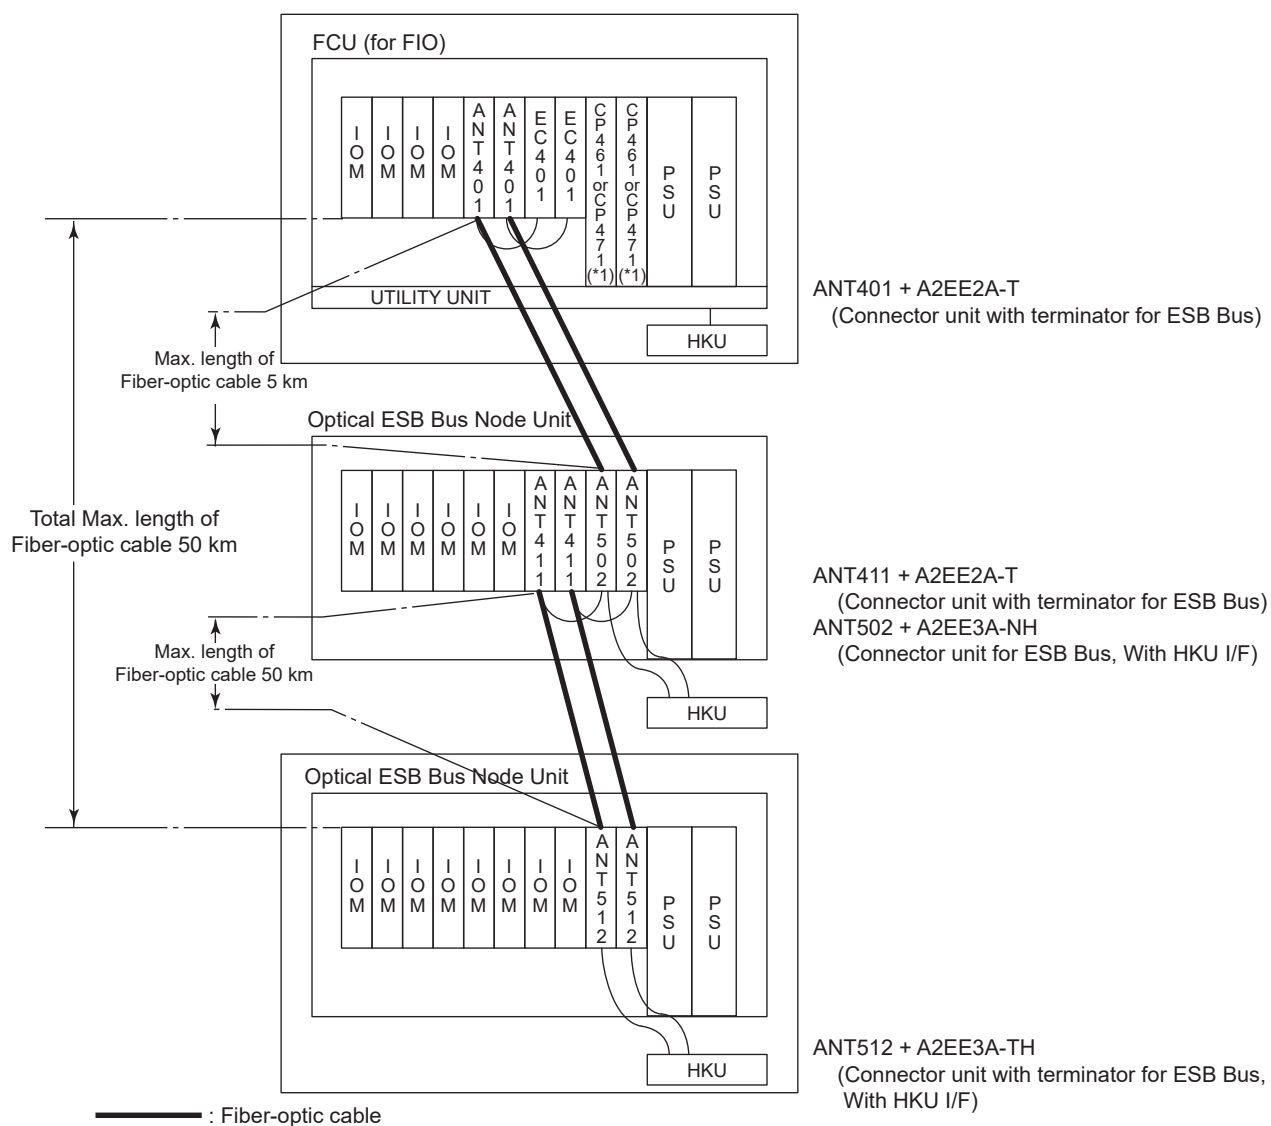 FCU (for FIO)
IOM
IOM
IOM
IOM
ANT401
ANT401
EC401
EC401
CP461 or CP471 (*1)
CP461 or CP471 (*1)
PSU
PSU
UTILITY UNIT
HKU
ANT401 + A2EE2A-T
(Connector unit with terminator for ESB Bus)
Max. length of
Fiber-optic cable 5 km
Optical ESB Bus Node Unit
IOM
IOM
IOM
IOM
IOM
IOM
ANT411
ANT411
ANT502
ANT502
PSU
PSU
Total Max. length of
Fiber-optic cable 50 km
ANT411 + A2EE2A-T
(Connector unit with terminator for ESB Bus)
ANT502 + A2EE3A-NH
(Connector unit for ESB Bus, With HKU I/F)
Max. length of
Fiber-optic cable 50 km
HKU
Optical ESB Bus Node Unit
IOM
IOM
IOM
IOM
IOM
IOM
IOM
IOM
ANT512
ANT512
PSU
PSU
HKU
ANT512 + A2EE3A-TH
(Connector unit with terminator for ESB Bus,
With HKU I/F)
: Fiber-optic cable